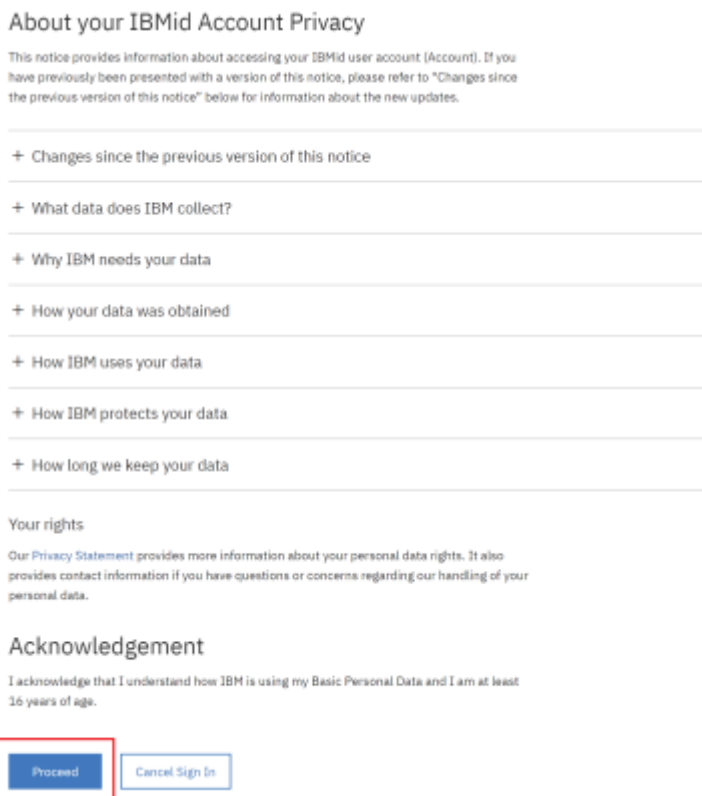 About your IBMid Account Privacy
This notice provides information about accessing your IBMid user account (Account). If you
have previously been presented with a version of this notice, please refer to "Changes since
the previous version of this notice" below for information about the new updates.
+ Changes since the previous version of this notice
+ What data does IBM collect?
+ Why IBM needs your data
+ How your data was obtained
+ How IBM uses your data
+ How IBM protects your data
+ How long we keep your data
Your rights
Our Privacy Statement provides more information about your personal data rights. It also
provides contact information if you have questions or concerns regarding our handling of your
personal data.
Acknowledgement
I acknowledge that I understand how IBM is using my Basic Personal Data and I am at least
16 years of age.
Proceed Cancel Sign In